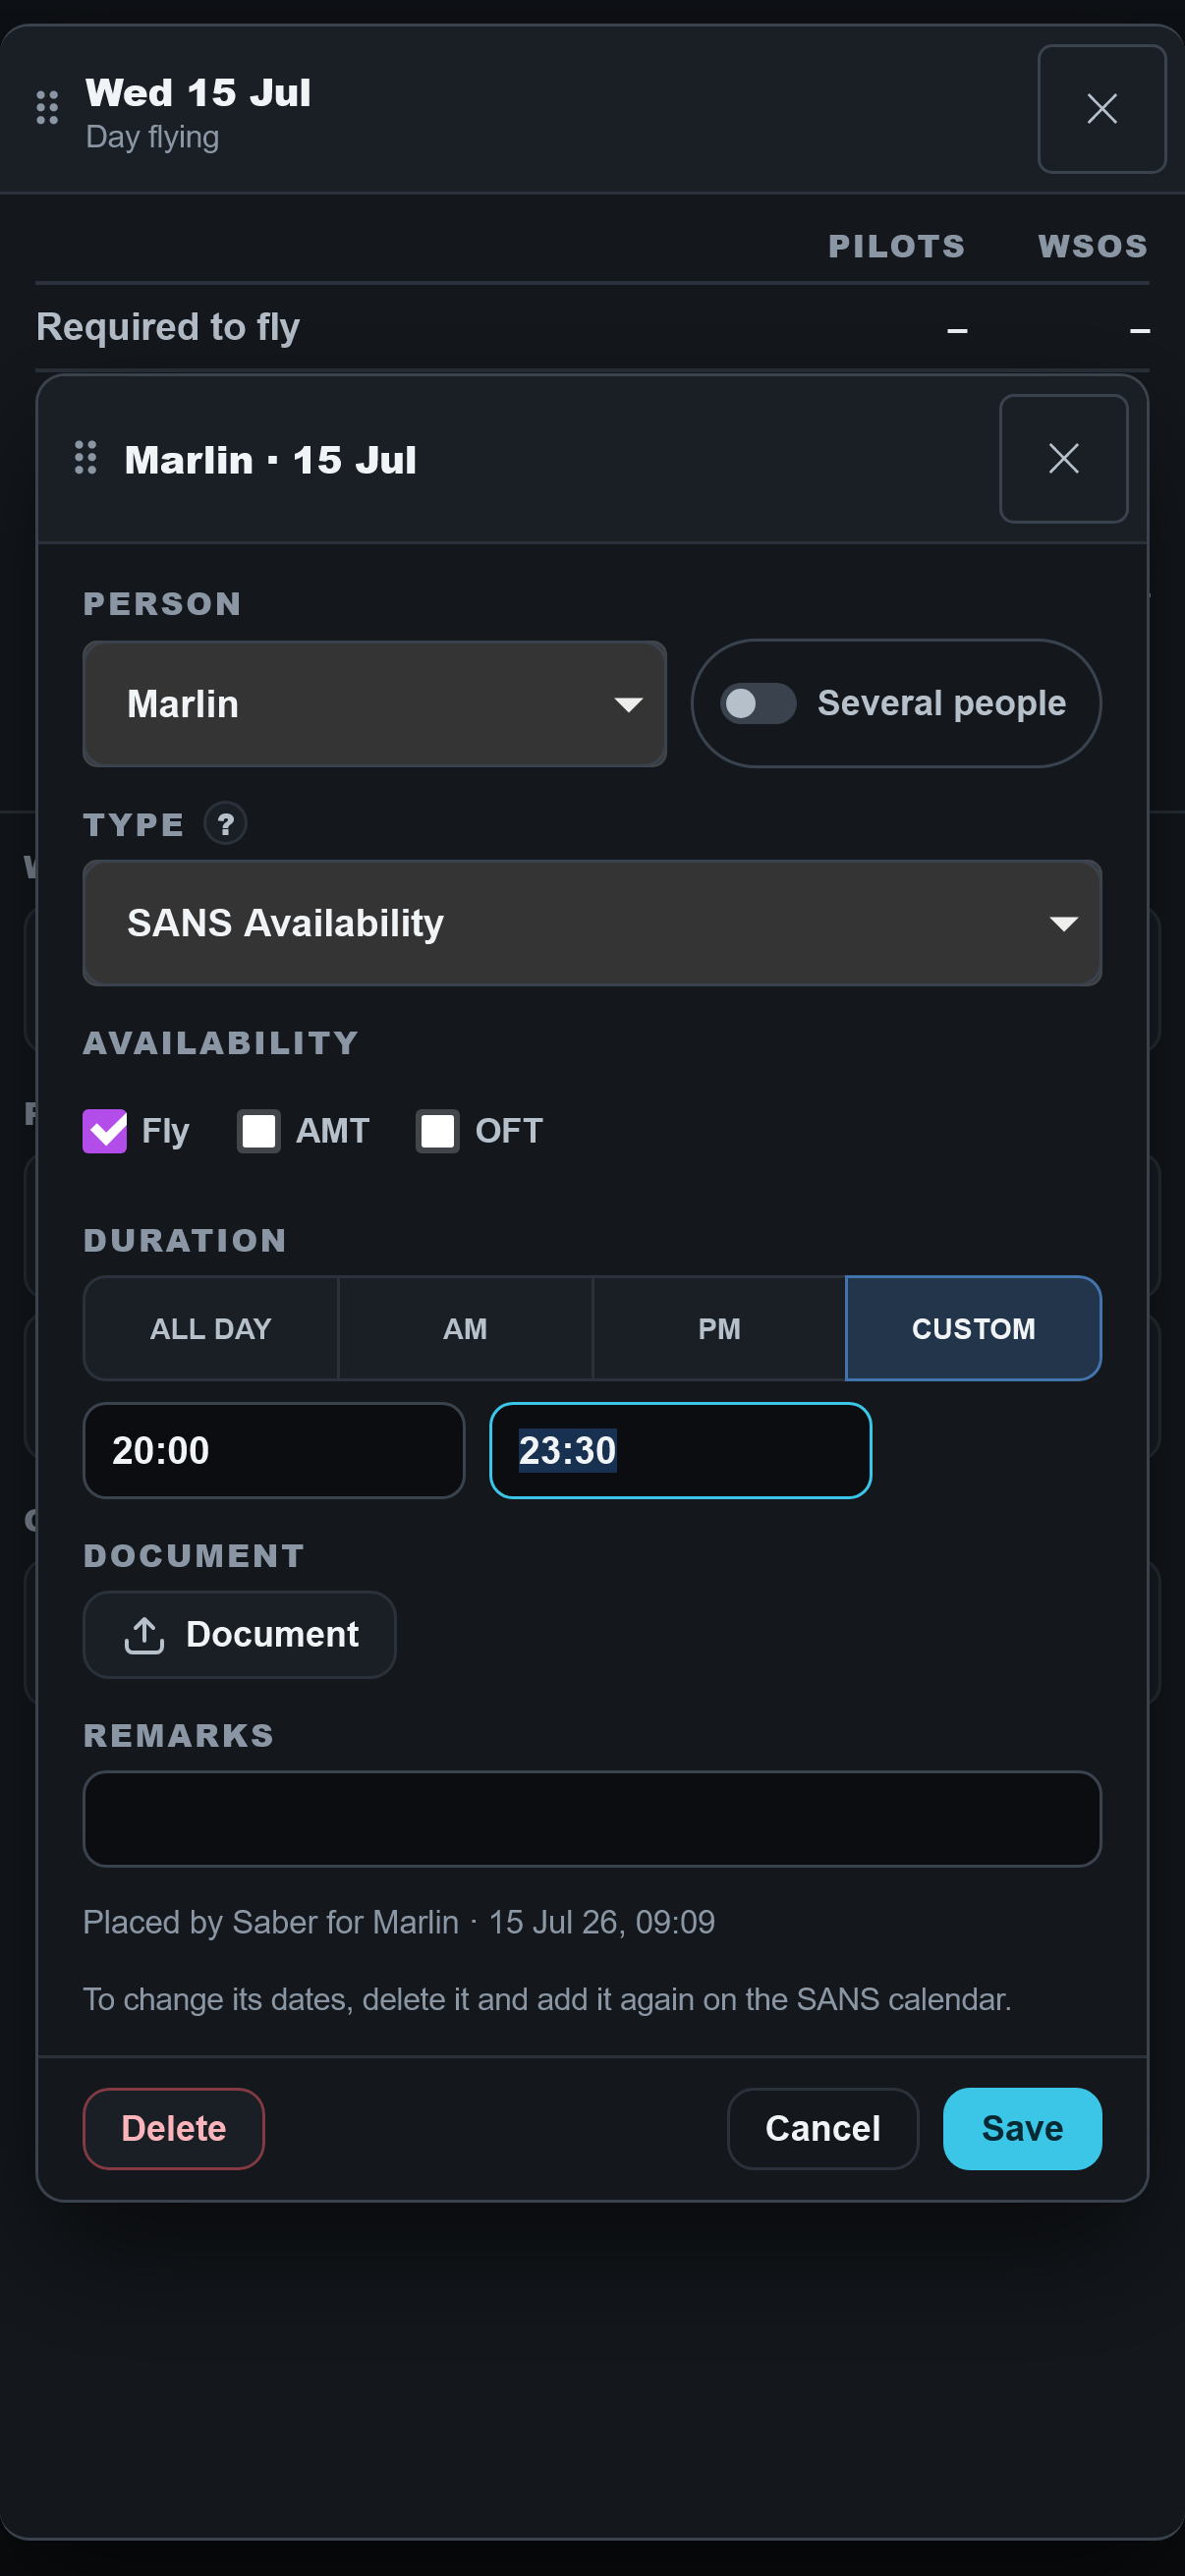 Wed 15 Jul
Day flying
PILOTS WSOS
Required to fly – –
Marlin · 15 Jul
PERSON
Marlin
Several people
TYPE ?
SANS Availability
AVAILABILITY
Fly AMT OFT
DURATION
ALL DAY AM PM CUSTOM
20:00 23:30
DOCUMENT
Document
REMARKS
Placed by Saber for Marlin · 15 Jul 26, 09:09
To change its dates, delete it and add it again on the SANS calendar.
Delete Cancel Save